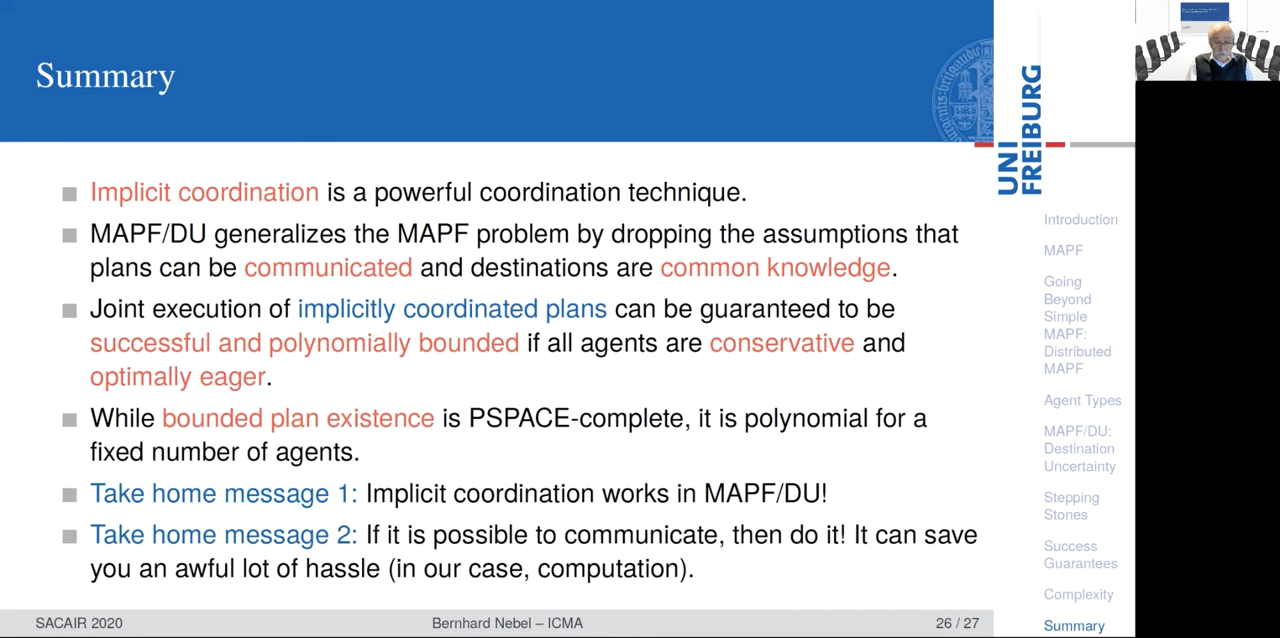 Summary
Implicit coordination is a powerful coordination technique.
MAPF/DU generalizes the MAPF problem by dropping the assumptions that
plans can be communicated and destinations are common knowledge.
Joint execution of implicitly coordinated plans can be guaranteed to be
successful and polynomially bounded if all agents are conservative and
optimally eager.
While bounded plan existence is PSPACE-complete, it is polynomial for a
fixed number of agents.
Take home message 1: Implicit coordination works in MAPF/DU!
Take home message 2: If it is possible to communicate, then do it! It can save
you an awful lot of hassle (in our case, computation).
SACAIR 2020
Bernhard Nebel – ICMA
26 / 27
UNI
FREIBURG
Introduction
MAPF
Going
Beyond
Simple
MAPF:
Distributed
MAPF
Agent Types
MAPF/DU:
Destination
Uncertainty
Stepping
Stones
Success
Guarantees
Complexity
Summary